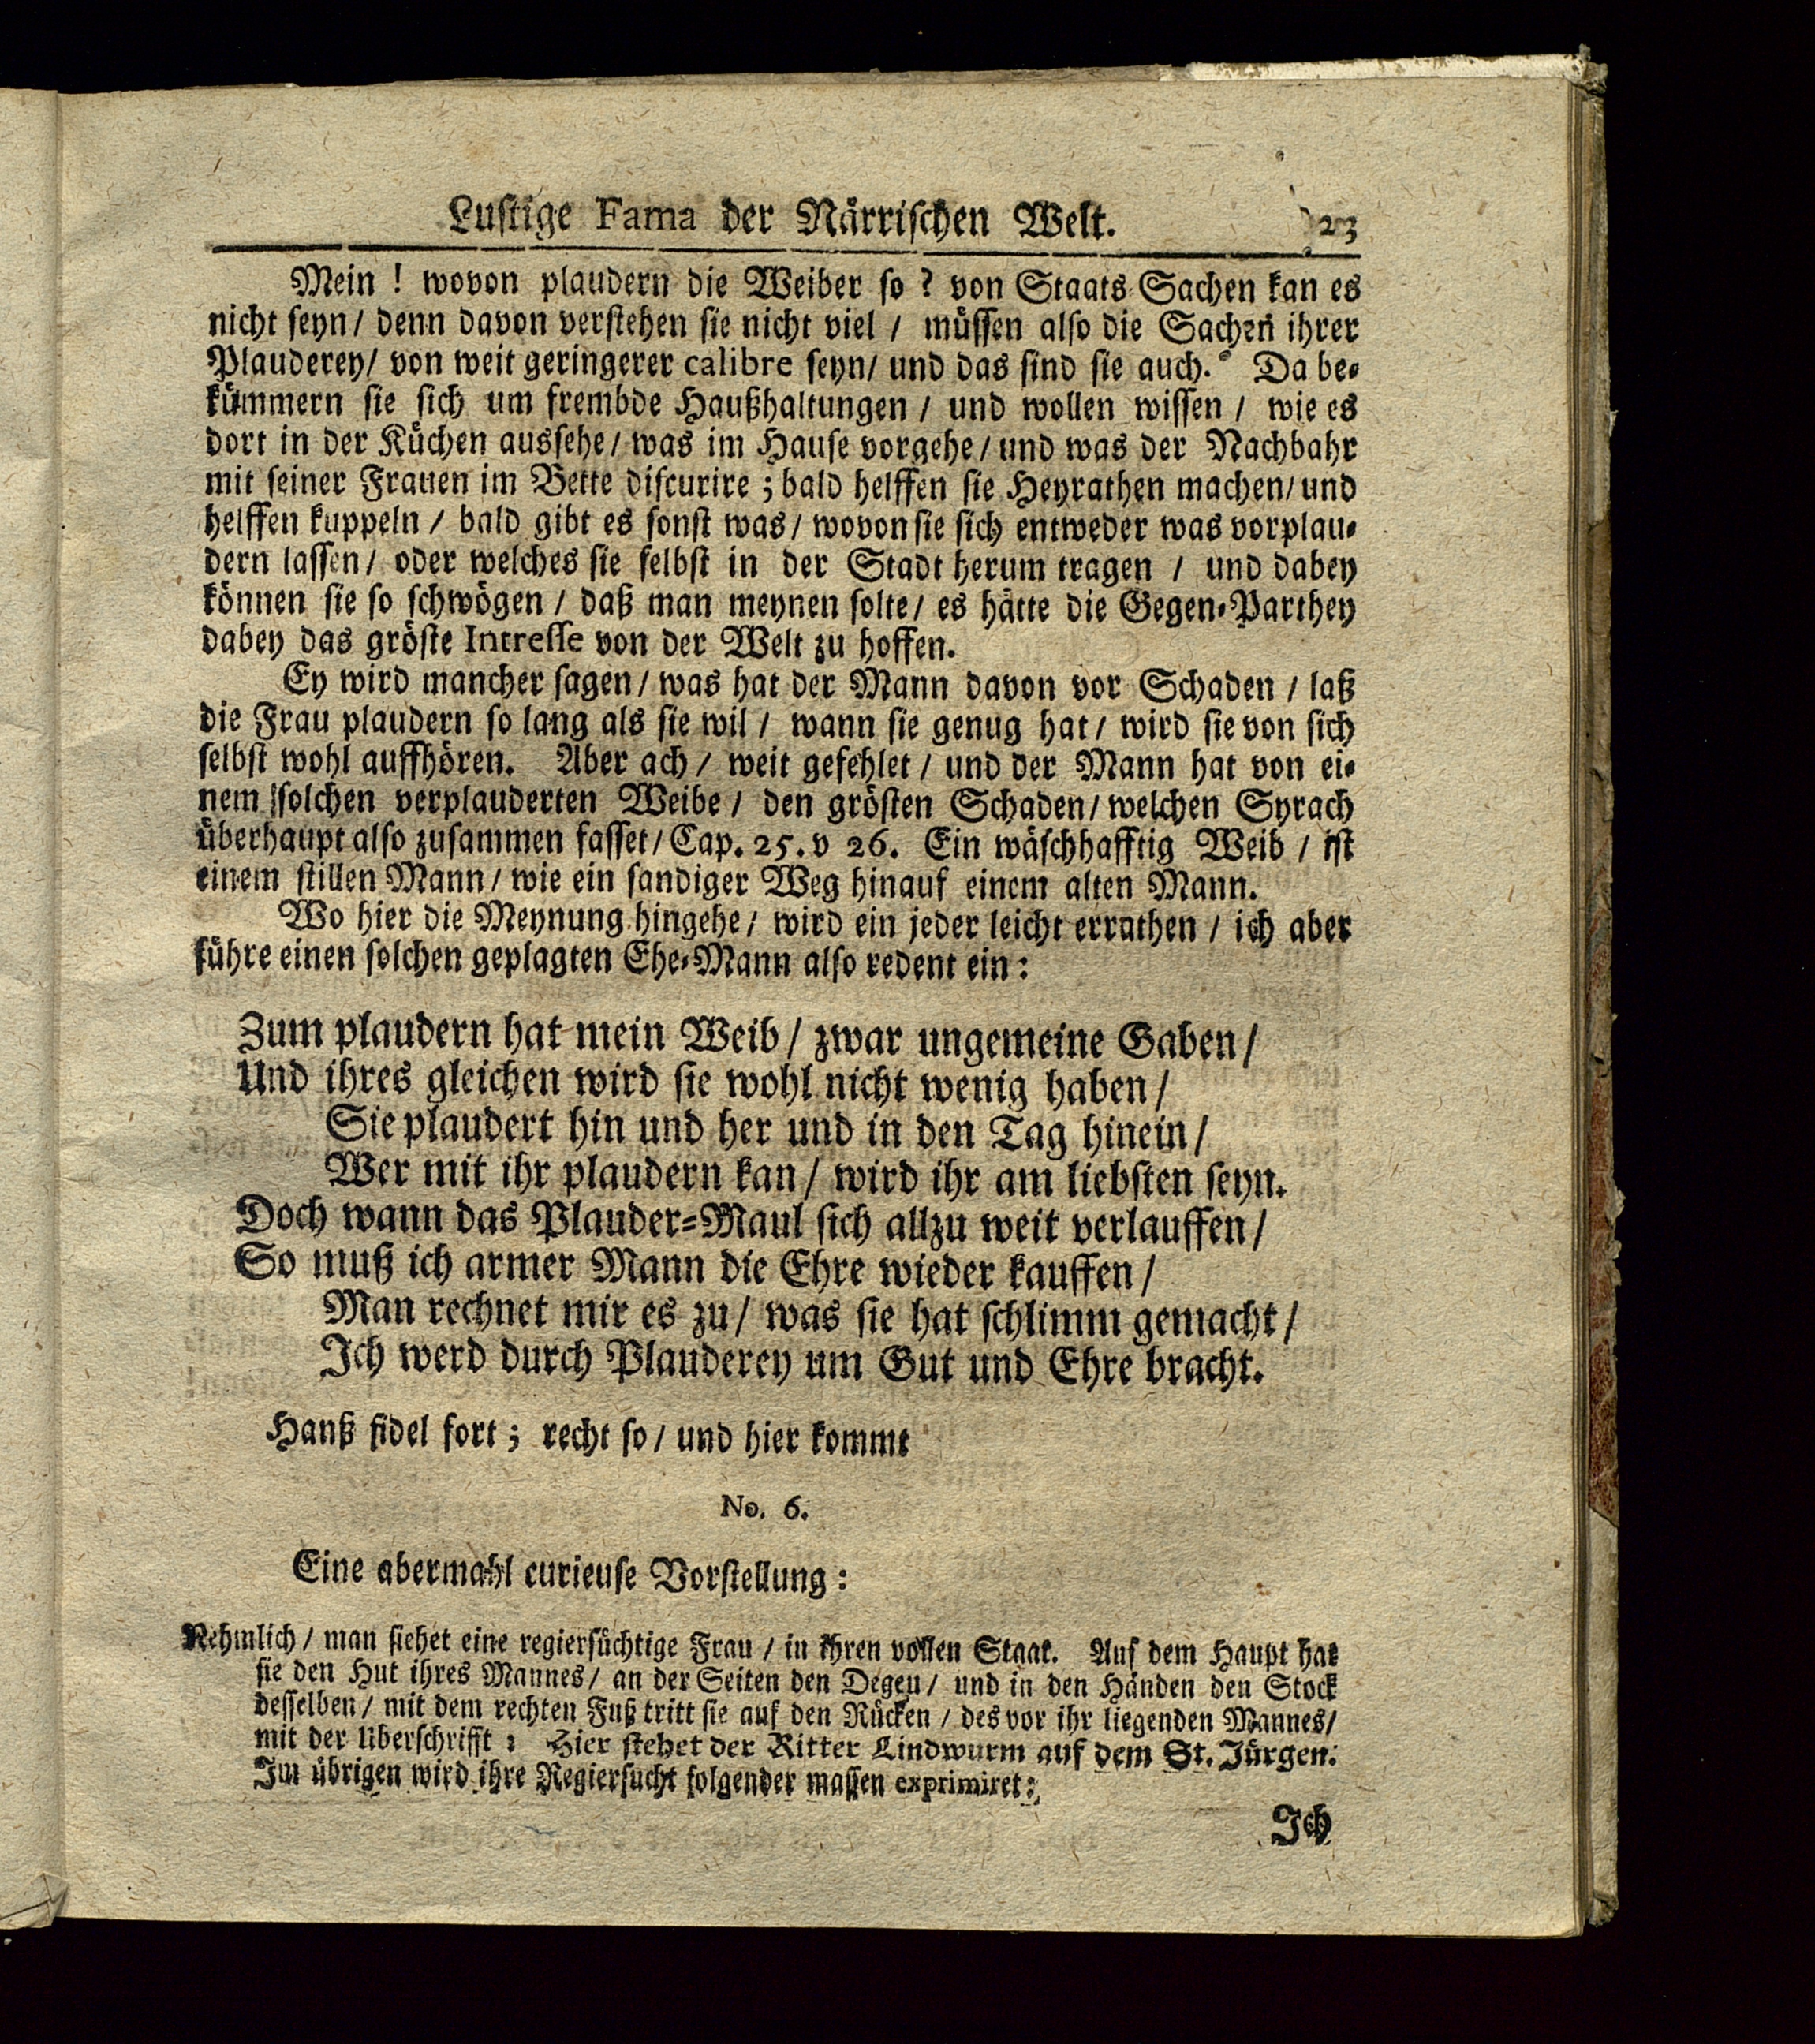 Lustige Fama der Närrischen Welt. 23
Mein ! wovon plaudern die Weiber so ? von Staats-Sachen kan es
nicht seyn / denn davon verstehen sie nicht viel / müssen also die Sachen ihrer
Plauderey / von weit geringerer calibre seyn / und das sind sie auch. Da be-
kümmern sie sich um frembde Haußhaltungen / und wollen wissen / wie es
dort in der Küchen aussehe / was im Hause vorgehe / und was der Nachbahr
mit seiner Frauen im Bette discurire ; bald helffen sie Heyrathen machen / und
helffen kuppeln / bald gibt es sonst was / wovon sie sich entweder was vorplau-
dern lassen / oder welches sie selbst in der Stadt herum tragen / und dabey
können sie so schwögen / daß man meynen solte / es hätte die Gegen-Parthey
dabey das gröste Intresse von der Welt zu hoffen.
Ey wird mancher sagen / was hat der Mann davon vor Schaden / laß
die Frau plaudern so lang als sie wil / wann sie genug hat / wird sie von sich
selbst wohl auffhören. Aber ach / weit gefehlet / und der Mann hat von ei-
nem solchen verplauderten Weibe / den grösten Schaden / welchen Syrach
überhaupt also zusammen fasset / Cap. 25. v 26. Ein wäschhafftig Weib / ist
einem stillen Mann / wie ein sandiger Weg hinauf einem alten Mann.
Wo hier die Meynung hingehe / wird ein jeder leicht errathen / ich aber
führe einen solchen geplagten Ehe-Mann also redent ein :
Zum plaudern hat mein Weib / zwar ungemeine Gaben /
Und ihres gleichen wird sie wohl nicht wenig haben /
Sie plaudert hin und her und in den Tag hinein /
Wer mit ihr plaudern kan / wird ihr am liebsten seyn.
Doch wann das Plauder-Maul sich allzu weit verlauffen /
So muß ich armer Mann die Ehre wieder kauffen /
Man rechnet mir es zu / was sie hat schlimm gemacht /
Ich werd durch Plauderey um Gut und Ehre bracht.
Hanß fidel fort ; recht so / und hier kommt
No. 6.
Eine abermahl curieuse Vorstellung :
Nehmlich / man siehet eine regiersüchtige Frau / in ihren vollen Staat. Auf dem Haupt hat
sie den Hut ihres Mannes / an der Seiten den Degen / und in den Händen den Stock
desselben / mit dem rechten Fuß tritt sie auf den Rücken / des vor ihr liegenden Mannes /
mit der Uberschrifft : Hier stehet der Ritter Lindwurm auf dem St. Jürgen.
Im übrigen wird ihre Regiersucht folgender massen exprimiret :
Ich